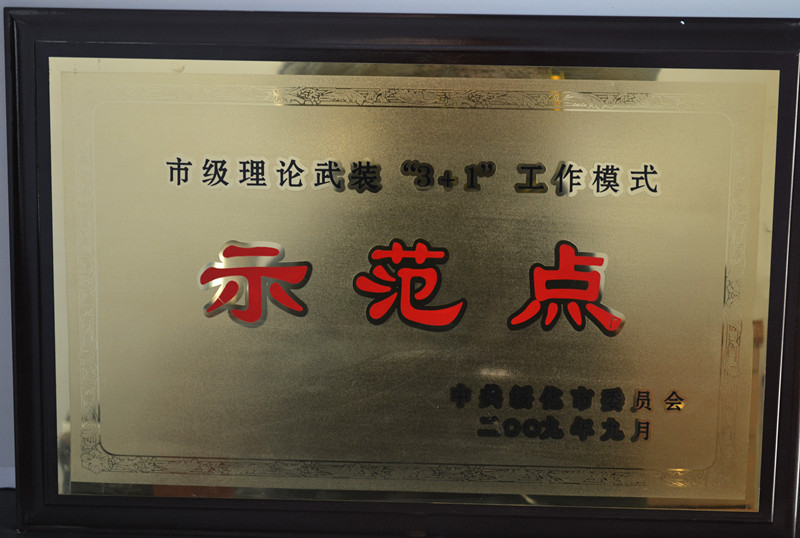 市级理论武装“3+1”工作模式
示范点
中共 化市委员会
二〇〇九年九月